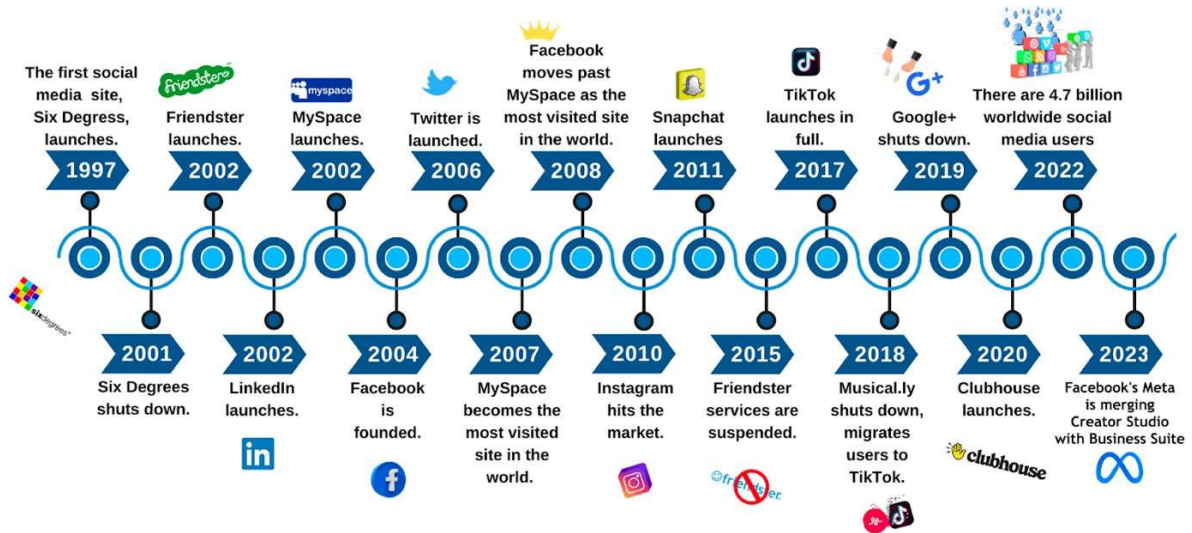 The first social
media site,
Six Degress,
launches.
1997
sixdegrees
2001
Six Degrees
shuts down.
friendster
Friendster
launches.
2002
2002
LinkedIn
launches.
in
myspace
MySpace
launches.
2002
2004
Facebook
is
founded.
f
Twitter is
launched.
2006
2007
MySpace
becomes the
most visited
site in the
world.
Facebook
moves past
MySpace as the
most visited site
in the world.
2008
2010
Instagram
hits the
market.
Snapchat
launches
2011
2015
Friendster
services are
suspended.
friendster
TikTok
launches in
full.
2017
2018
Musical.ly
shuts down,
migrates
users to
TikTok.
G+
Google+
shuts down.
2019
2020
Clubhouse
launches.
clubhouse
There are 4.7 billion
worldwide social
media users
2022
2023
Facebook's Meta
is merging
Creator Studio
with Business Suite